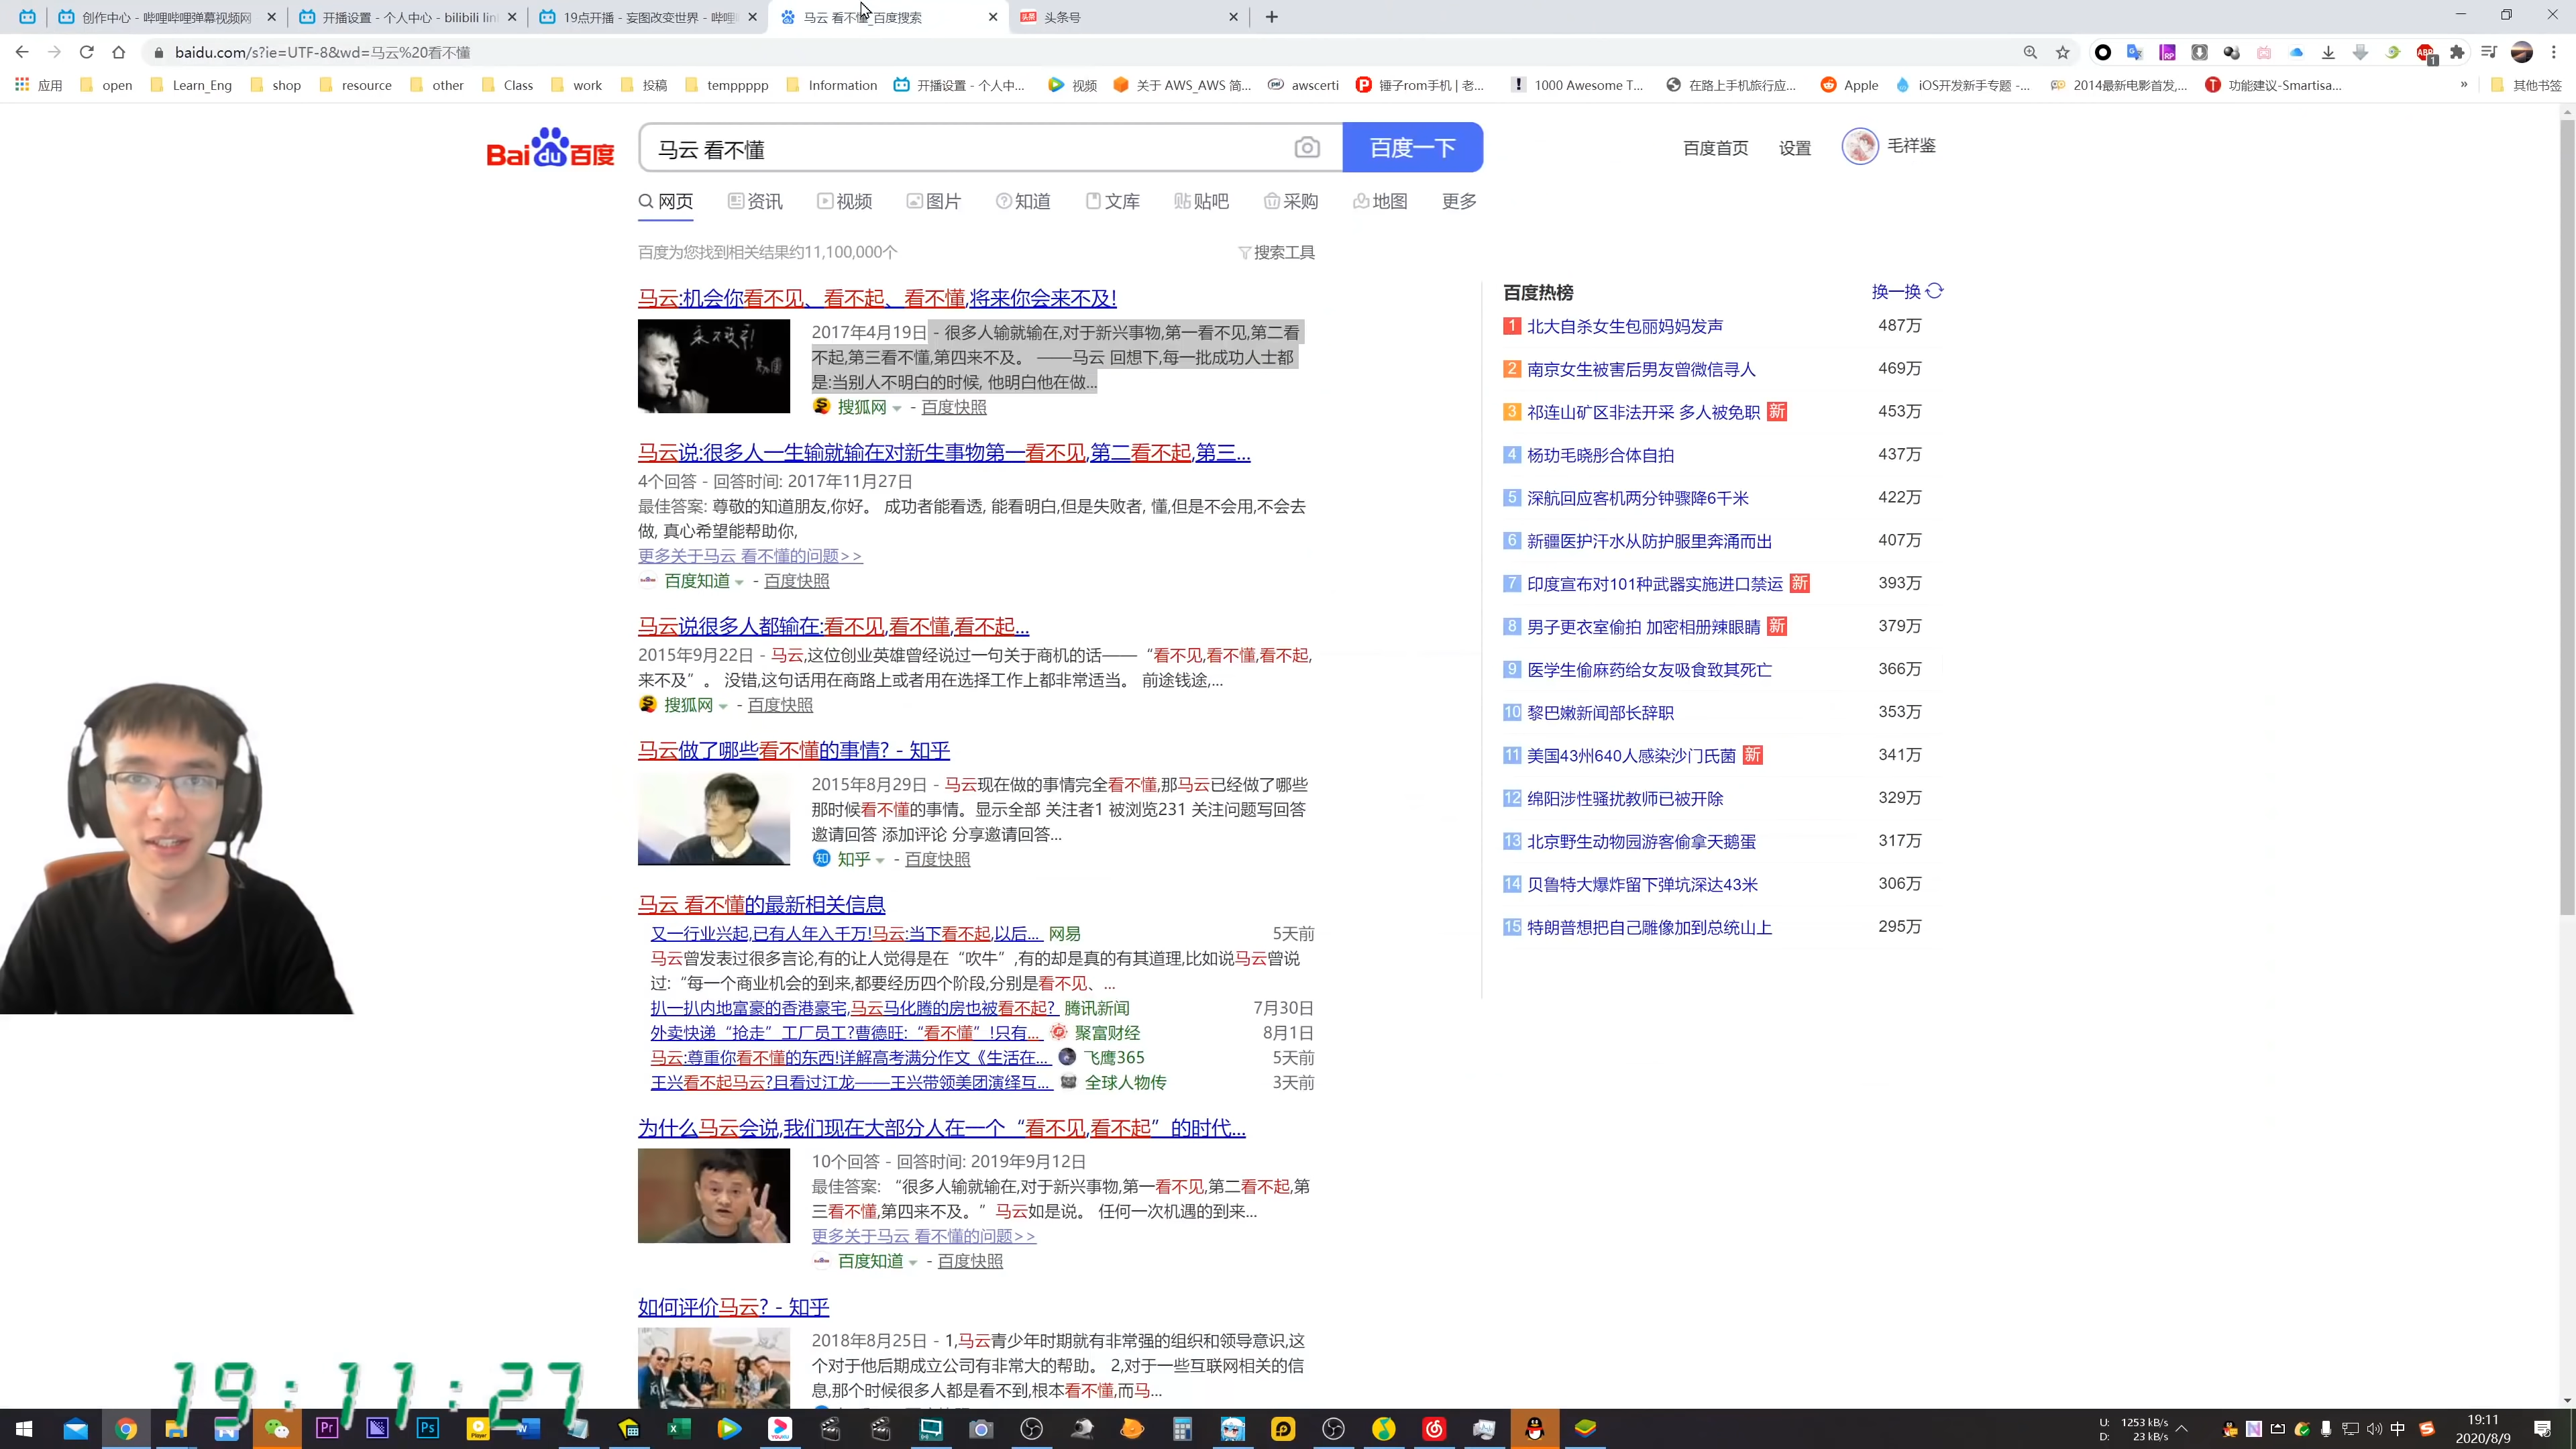 创作中心 - 哔哩哔哩弹幕视频网
开播设置 - 个人中心 - bilibili lin
19点开播 - 妄图改变世界 - 哔哩
马云 看不懂_百度搜索
头条号
baidu.com/s?ie=UTF-8&wd=马云%20看不懂
应用 open Learn_Eng shop resource other Class work 投稿 temppppp Information 开播设置 - 个人中... 视频 关于 AWS_AWS 简... awscerti 锤子rom手机 | 老... 1000 Awesome T... 在路上手机旅行应... Apple iOS开发新手专题 -... 2014最新电影首发,... 功能建议-Smartisa... » 其他书签
Baidu百度
马云 看不懂
百度一下
百度首页 设置 毛祥鉴
网页 资讯 视频 图片 知道 文库 贴吧 采购 地图 更多
百度为您找到相关结果约11,100,000个
搜索工具
马云:机会你看不见、看不起、看不懂,将来你会来不及!
2017年4月19日 - 很多人输就输在,对于新兴事物,第一看不见,第二看
不起,第三看不懂,第四来不及。 ——马云 回想下,每一批成功人士都
是:当别人不明白的时候, 他明白他在做...
搜狐网 - 百度快照
马云说:很多人一生输就输在对新生事物第一看不见,第二看不起,第三...
4个回答 - 回答时间: 2017年11月27日
最佳答案: 尊敬的知道朋友,你好。 成功者能看透, 能看明白,但是失败者, 懂,但是不会用,不会去
做, 真心希望能帮助你,
更多关于马云 看不懂的问题>>
百度知道 - 百度快照
马云说很多人都输在:看不见,看不懂,看不起...
2015年9月22日 - 马云,这位创业英雄曾经说过一句关于商机的话——“看不见,看不懂,看不起,
来不及”。 没错,这句话用在商路上或者用在选择工作上都非常适当。 前途钱途,...
搜狐网 - 百度快照
马云做了哪些看不懂的事情? - 知乎
2015年8月29日 - 马云现在做的事情完全看不懂,那马云已经做了哪些
那时候看不懂的事情。显示全部 关注者1 被浏览231 关注问题写回答
邀请回答 添加评论 分享邀请回答...
知乎 - 百度快照
马云 看不懂的最新相关信息
又一行业兴起,已有人年入千万!马云:当下看不起,以后... 网易 5天前
马云曾发表过很多言论,有的让人觉得是在“吹牛”,有的却是真的有其道理,比如说马云曾说
过: “每一个商业机会的到来,都要经历四个阶段,分别是看不见、...
扒一扒内地富豪的香港豪宅,马云马化腾的房也被看不起? 腾讯新闻 7月30日
外卖快递“抢走”工厂员工?曹德旺:“看不懂”!只有... 聚富财经 8月1日
马云:尊重你看不懂的东西!详解高考满分作文《生活在... 飞鹰365 5天前
王兴看不起马云?且看过江龙——王兴带领美团演绎互... 全球人物传 3天前
为什么马云会说,我们现在大部分人在一个“看不见,看不起”的时代...
10个回答 - 回答时间: 2019年9月12日
最佳答案: “很多人输就输在,对于新兴事物,第一看不见,第二看不起,第
三看不懂,第四来不及。”马云如是说。 任何一次机遇的到来...
更多关于马云 看不懂的问题>>
百度知道 - 百度快照
如何评价马云? - 知乎
2018年8月25日 - 1,马云青少年时期就有非常强的组织和领导意识,这
个对于他后期成立公司有非常大的帮助。 2,对于一些互联网相关的信
息,那个时候很多人都是看不到,根本看不懂,而马...
百度热榜 换一换
1 北大自杀女生包丽妈妈发声 487万
2 南京女生被害后男友曾微信寻人 469万
3 祁连山矿区非法开采 多人被免职 新 453万
4 杨玏毛晓彤合体自拍 437万
5 深航回应客机两分钟骤降6千米 422万
6 新疆医护汗水从防护服里奔涌而出 407万
7 印度宣布对101种武器实施进口禁运 新 393万
8 男子更衣室偷拍 加密相册辣眼睛 新 379万
9 医学生偷麻药给女友吸食致其死亡 366万
10 黎巴嫩新闻部长辞职 353万
11 美国43州640人感染沙门氏菌 新 341万
12 绵阳涉性骚扰教师已被开除 329万
13 北京野生动物园游客偷拿天鹅蛋 317万
14 贝鲁特大爆炸留下弹坑深达43米 306万
15 特朗普想把自己雕像加到总统山上 295万
19:11:27
U: 1253 kB/s
D: 23 kB/s
中
19:11
2020/8/9